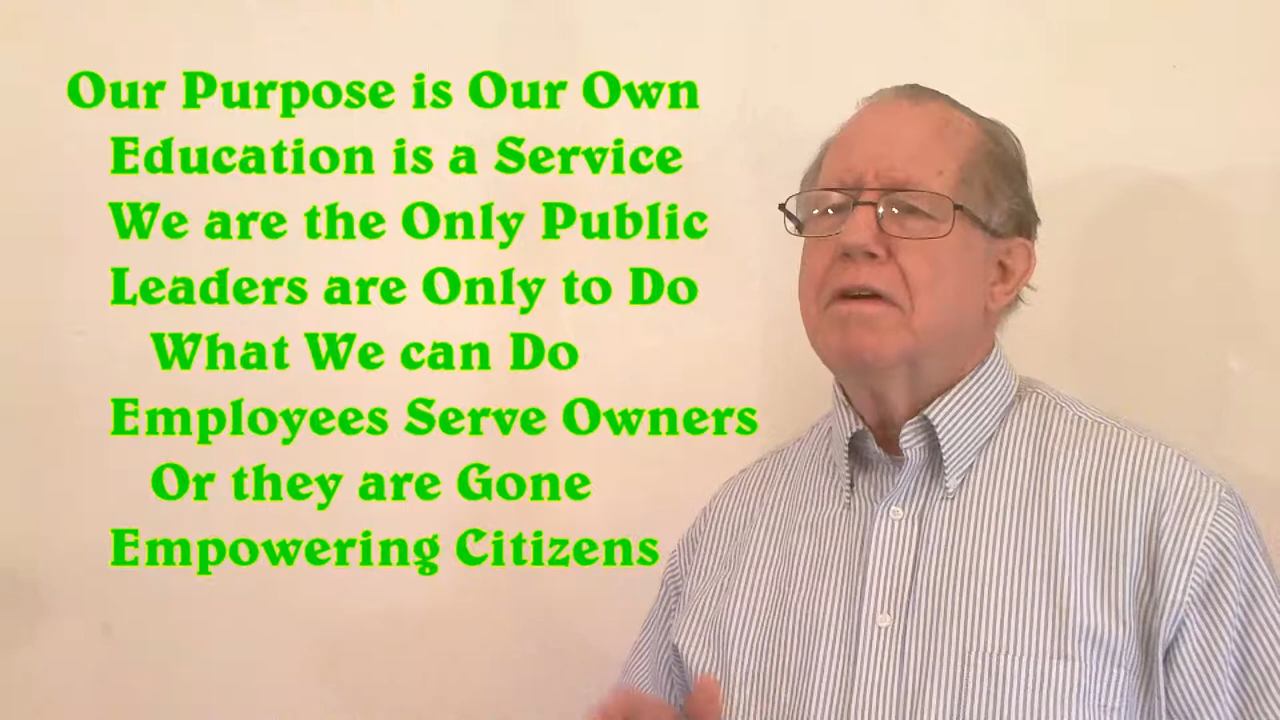 Our Purpose is Our Own
Education is a Service
We are the Only Public
Leaders are Only to Do
What We can Do
Employees Serve Owners
Or they are Gone
Empowering Citizens